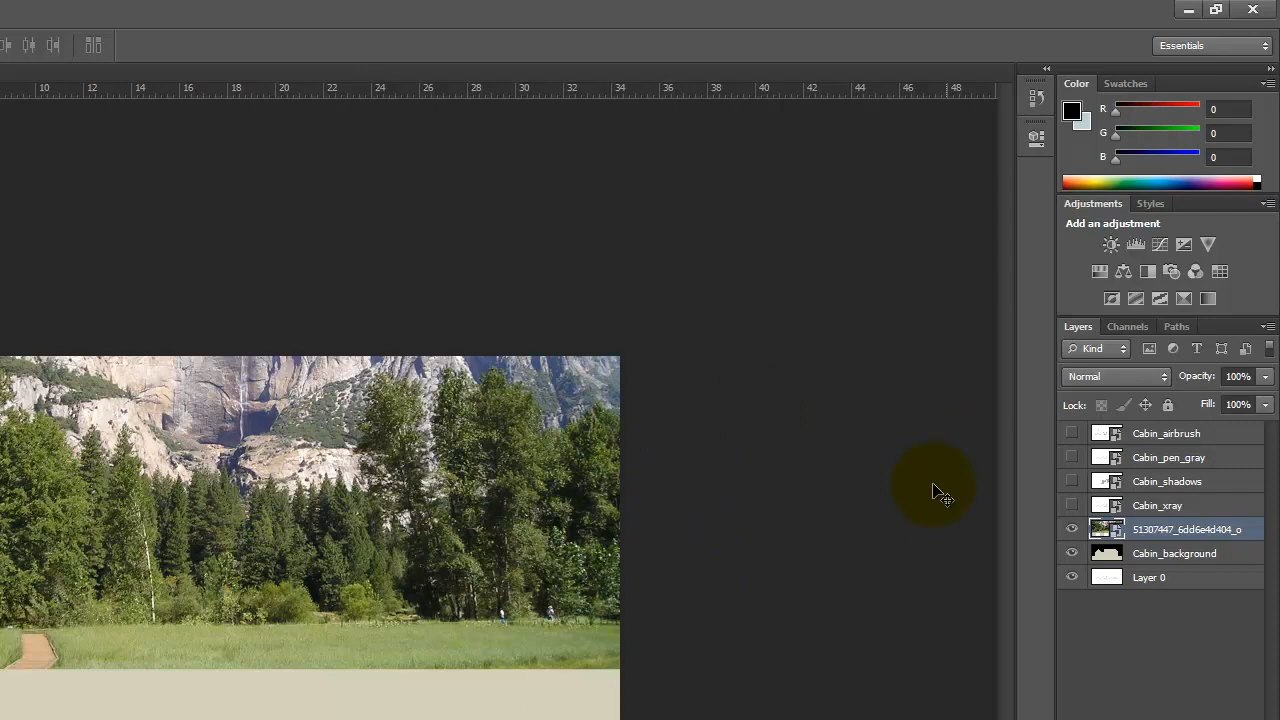 Essentials
10 12 14 16 18 20 22 24 26 28 30 32 34 36 38 40 42 44 46 48
Color Swatches
R 0
G 0
B 0
Adjustments Styles
Add an adjustment
Layers Channels Paths
Kind T
Normal Opacity: 100%
Lock: Fill: 100%
Cabin_airbrush
Cabin_pen_gray
Cabin_shadows
Cabin_xray
51307447_6dd6e4d404_o
Cabin_background
Layer 0